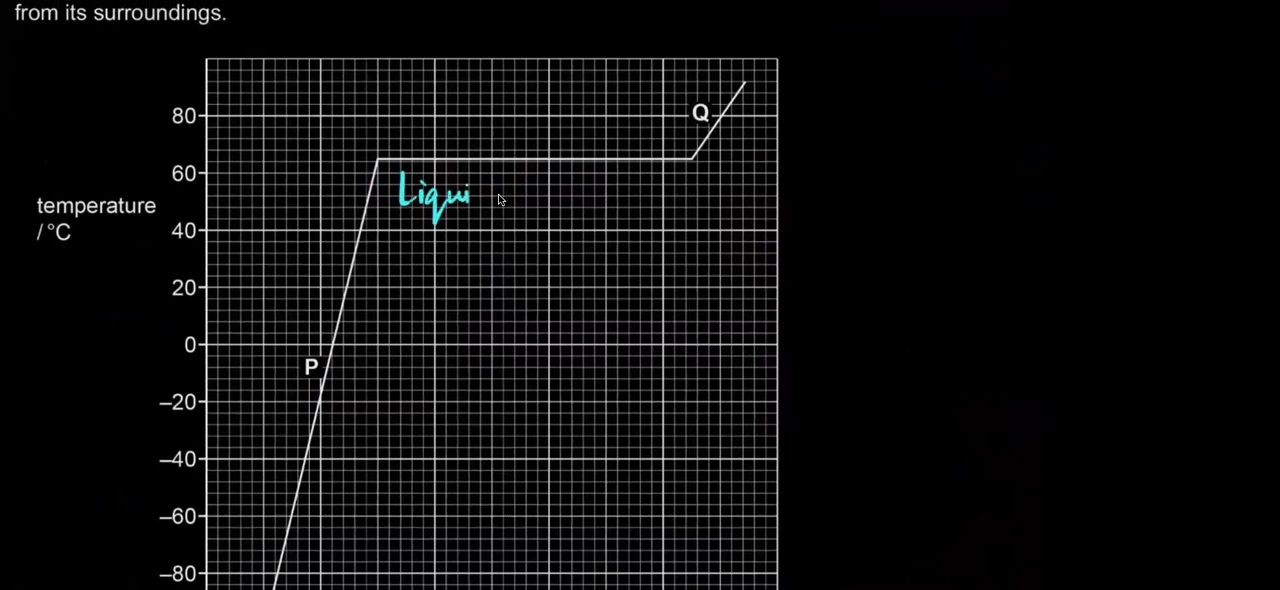 from its surroundings.
80
Q
60
Liqui
temperature
/ °C
40
20
0
P
–20
–40
–60
–80